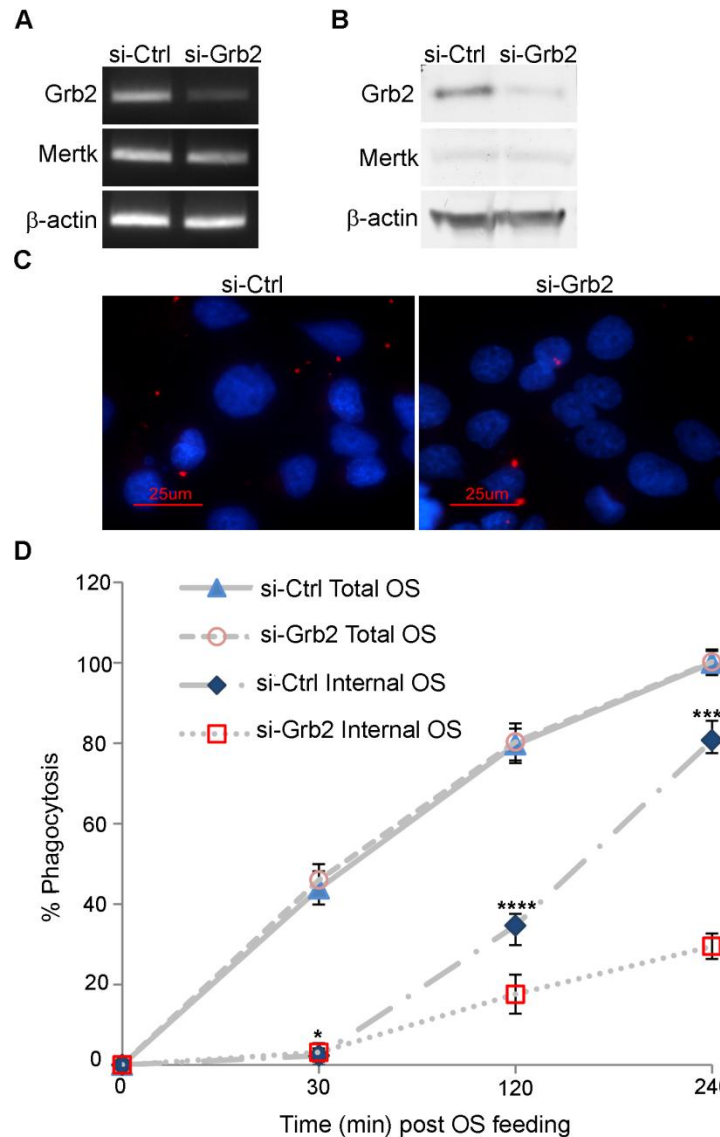 A
si-Ctrl si-Grb2
Grb2
Mertk
β-actin
B
si-Ctrl si-Grb2
Grb2
Mertk
β-actin
C
si-Ctrl
si-Grb2
25um
25um
D
120
100
80
60
40
20
0
% Phagocytosis
si-Ctrl Total OS
si-Grb2 Total OS
si-Ctrl Internal OS
si-Grb2 Internal OS
*
****
***
0 30 120 240
Time (min) post OS feeding